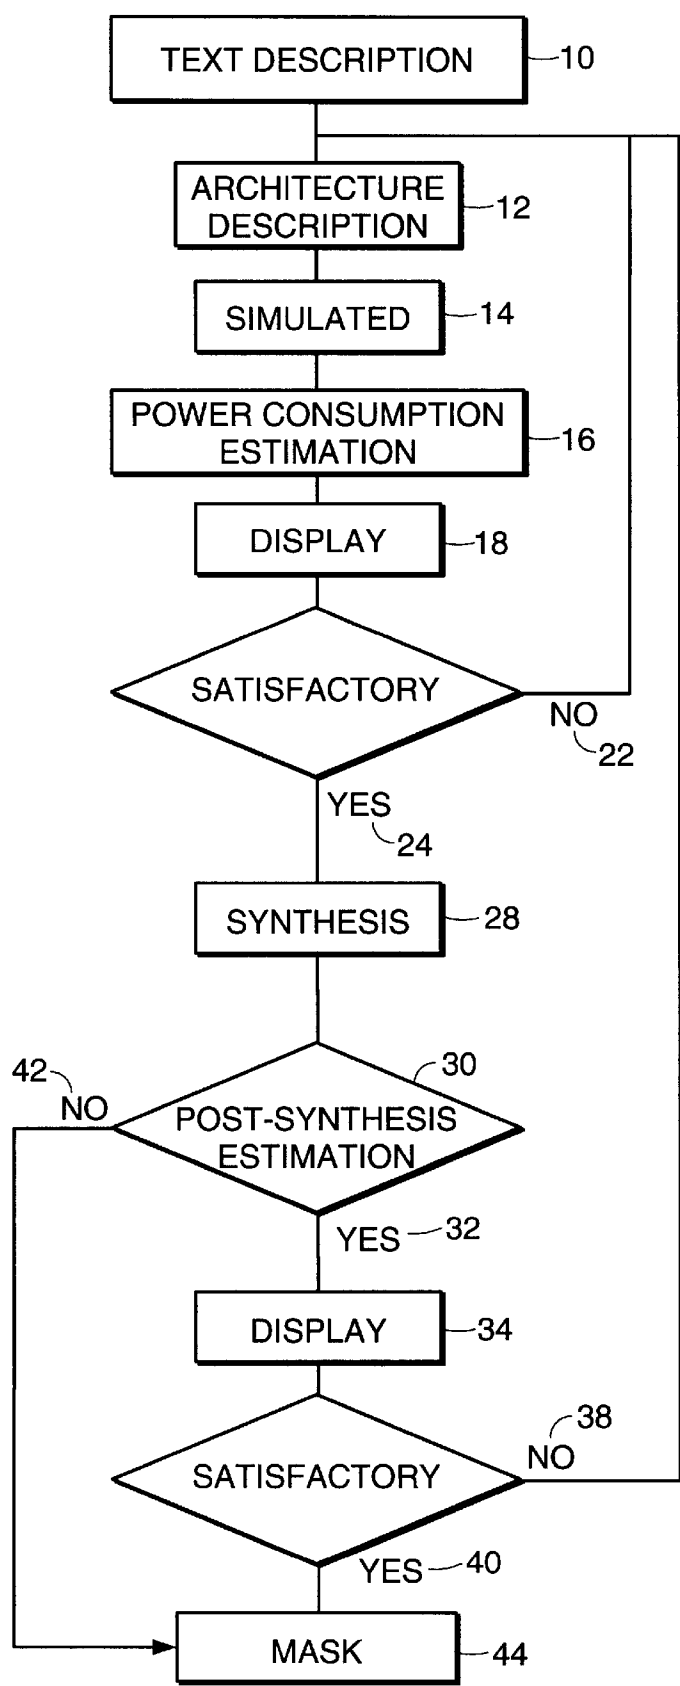 TEXT DESCRIPTION
10
ARCHITECTURE
DESCRIPTION
12
SIMULATED
14
POWER CONSUMPTION
ESTIMATION
16
DISPLAY
18
SATISFACTORY
NO
22
YES
24
SYNTHESIS
28
30
42
NO
POST-SYNTHESIS
ESTIMATION
YES
32
DISPLAY
34
38
NO
SATISFACTORY
YES
40
MASK
44